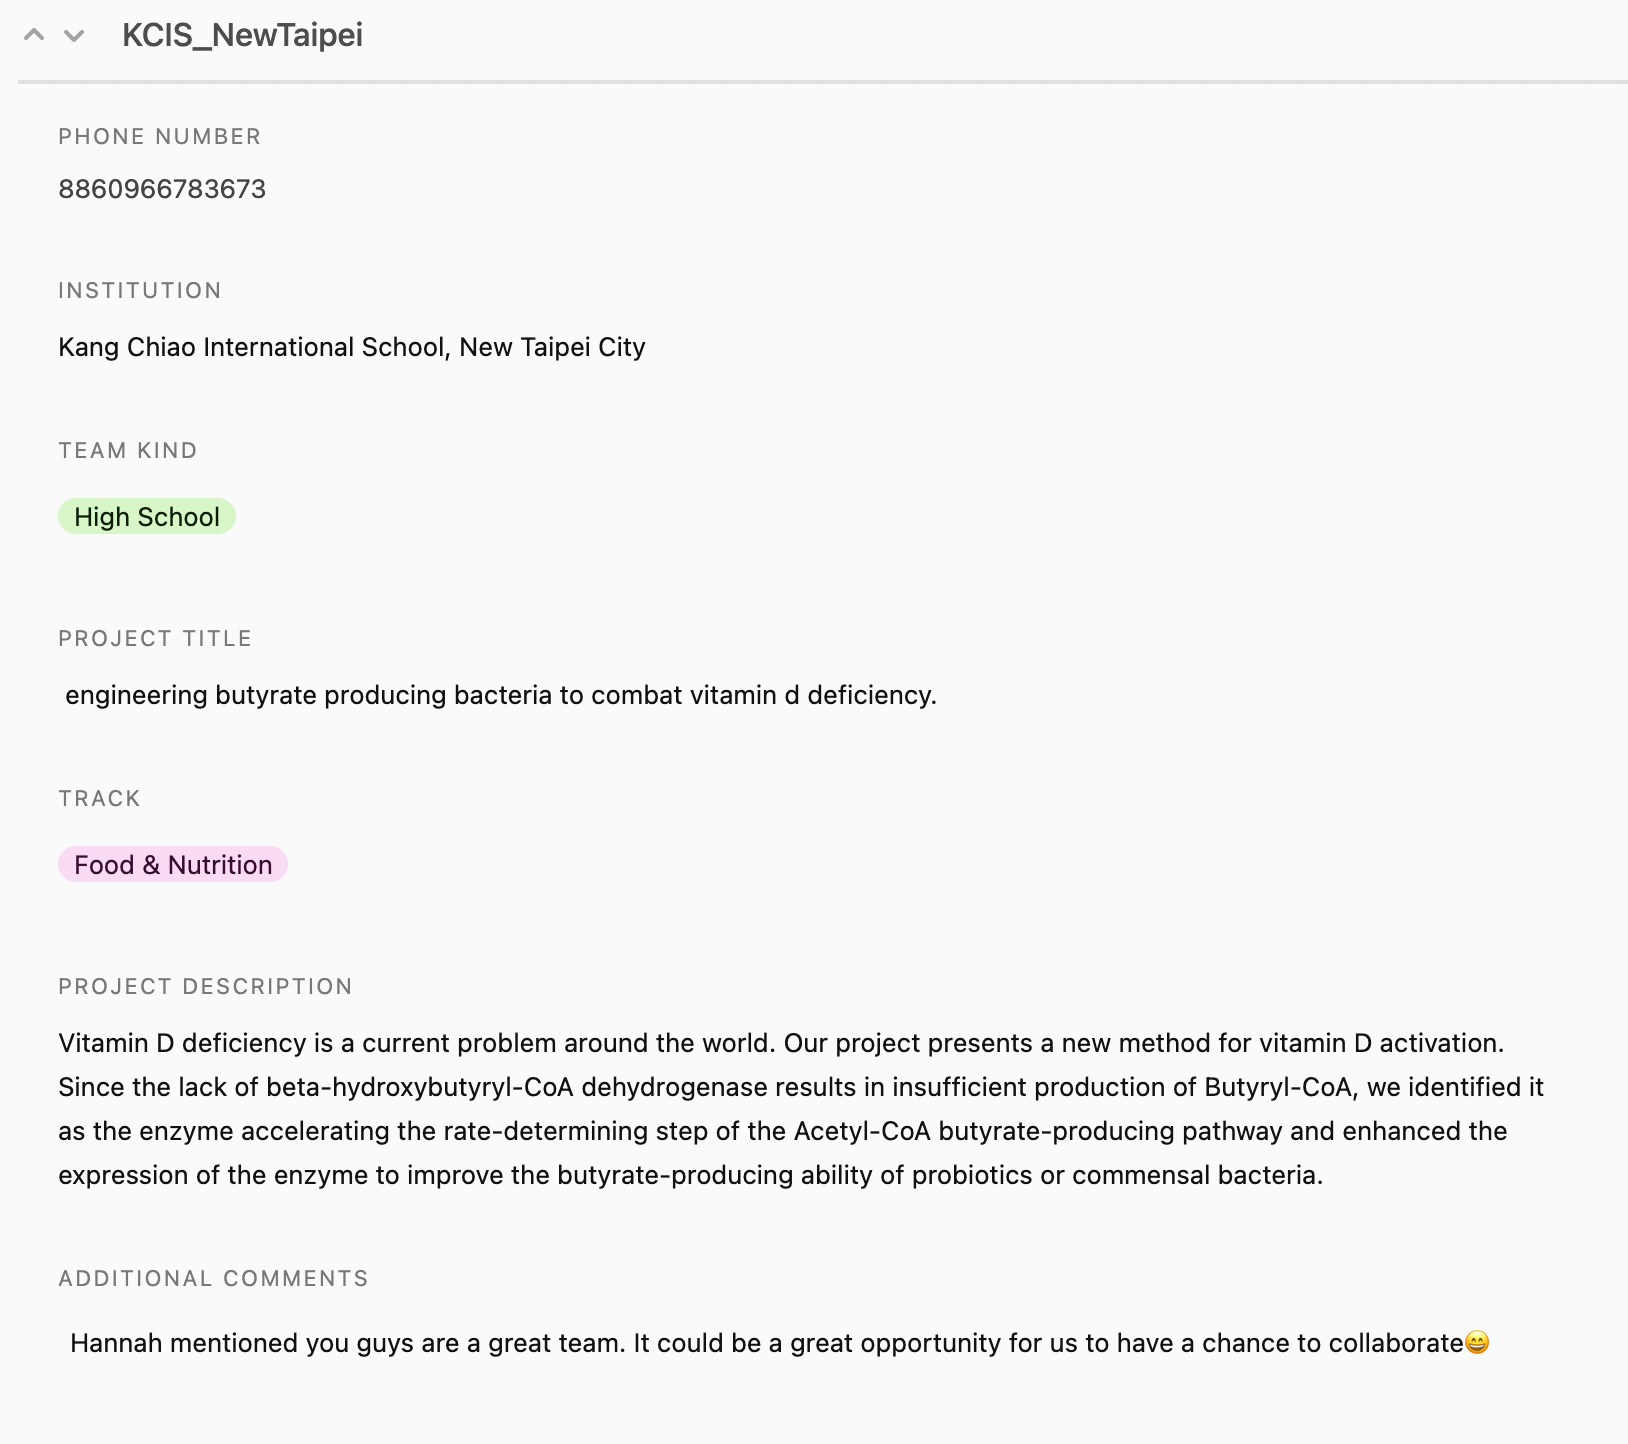 KCIS_NewTaipei
PHONE NUMBER
8860966783673
INSTITUTION
Kang Chiao International School, New Taipei City
TEAM KIND
High School
PROJECT TITLE
engineering butyrate producing bacteria to combat vitamin d deficiency.
TRACK
Food & Nutrition
PROJECT DESCRIPTION
Vitamin D deficiency is a current problem around the world. Our project presents a new method for vitamin D activation.
Since the lack of beta-hydroxybutyryl-CoA dehydrogenase results in insufficient production of Butyryl-CoA, we identified it
as the enzyme accelerating the rate-determining step of the Acetyl-CoA butyrate-producing pathway and enhanced the
expression of the enzyme to improve the butyrate-producing ability of probiotics or commensal bacteria.
ADDITIONAL COMMENTS
Hannah mentioned you guys are a great team. It could be a great opportunity for us to have a chance to collaborate😄